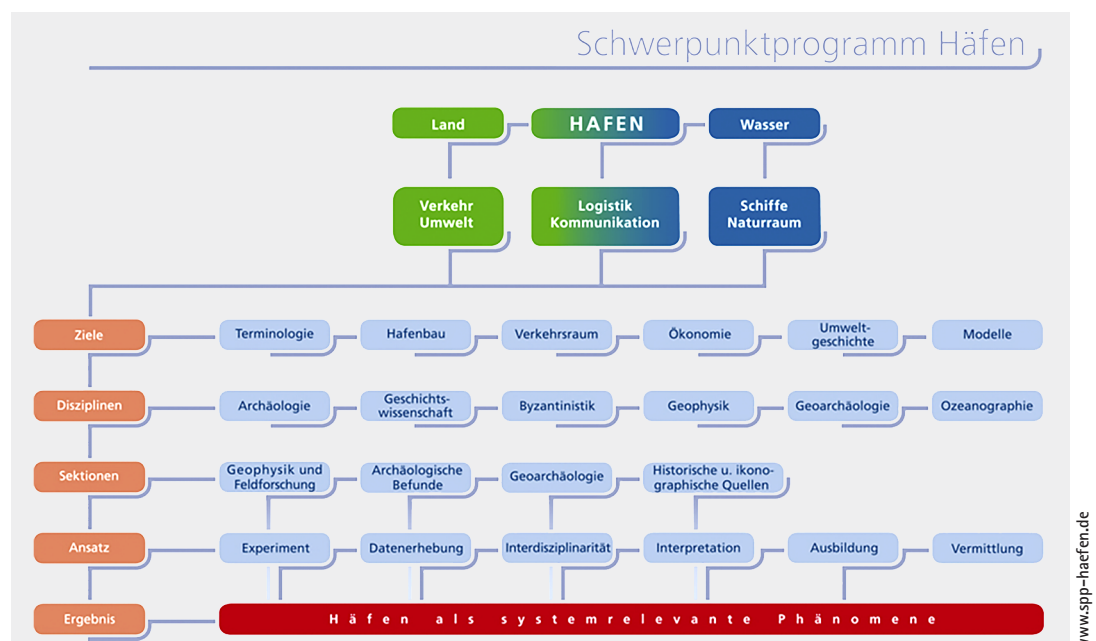 Schwerpunktprogramm Häfen
Land
HAFEN
Wasser
Verkehr
Umwelt
Logistik
Kommunikation
Schiffe
Naturraum
Ziele
Terminologie
Hafenbau
Verkehrsraum
Ökonomie
Umwelt-
geschichte
Modelle
Disziplinen
Archäologie
Geschichts-
wissenschaft
Byzantinistik
Geophysik
Geoarchäologie
Ozeanographie
Sektionen
Geophysik und
Feldforschung
Archäologische
Befunde
Geoarchäologie
Historische u. ikono-
graphische Quellen
Ansatz
Experiment
Datenerhebung
Interdisziplinarität
Interpretation
Ausbildung
Vermittlung
Ergebnis
Häfen als systemrelevante Phänomene
www.spp-haefen.de